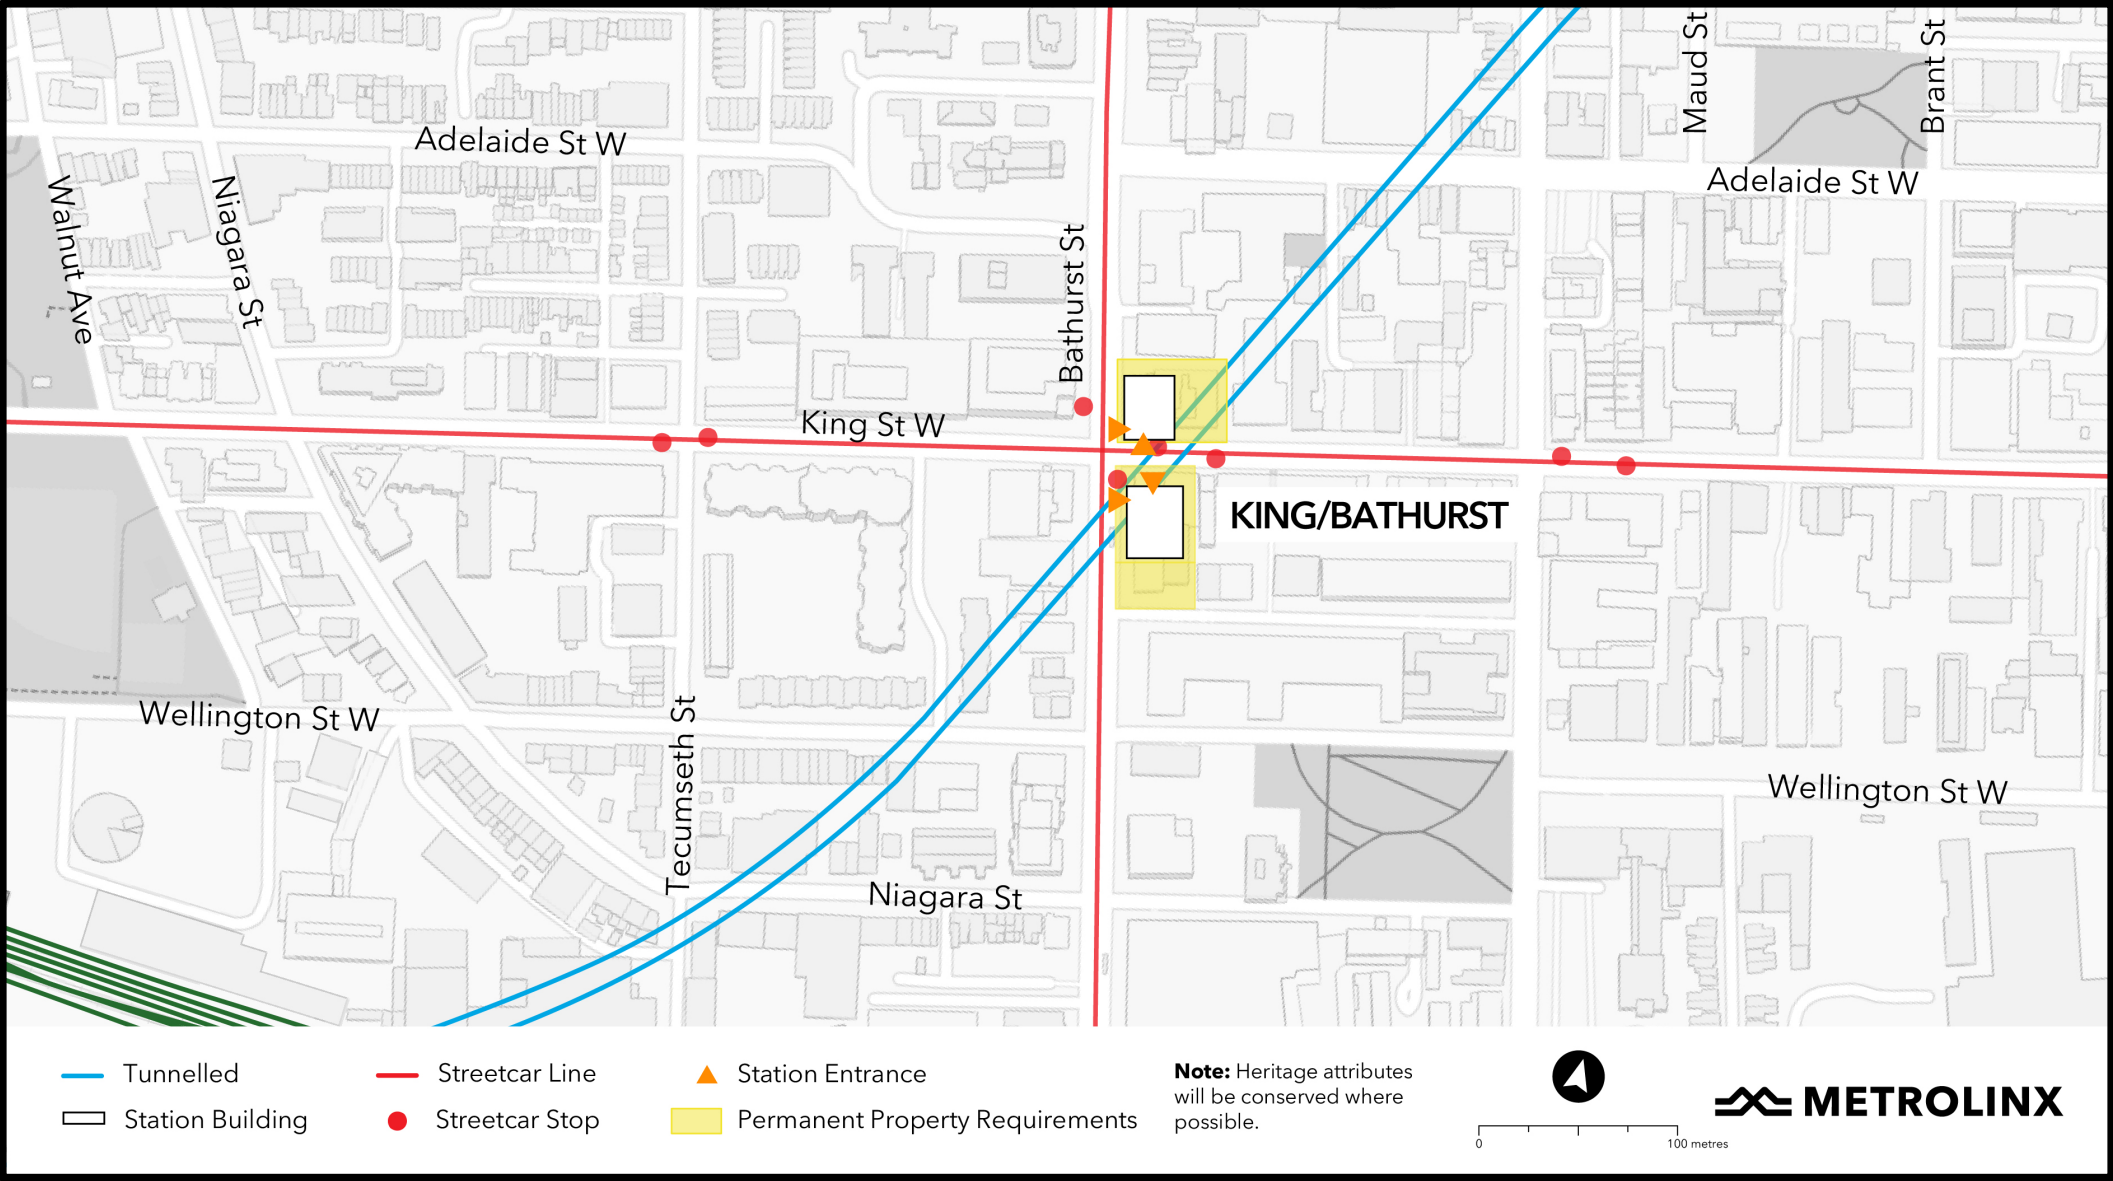 Maud St
Brant St
Adelaide St W
Adelaide St W
Walnut Ave
Niagara St
Bathurst St
King St W
KING/BATHURST
Wellington St W
Tecumseth St
Wellington St W
Niagara St
Tunnelled
Streetcar Line
Station Entrance
Station Building
Streetcar Stop
Permanent Property Requirements
Note: Heritage attributes
will be conserved where
possible.
0
100 metres
METROLINX